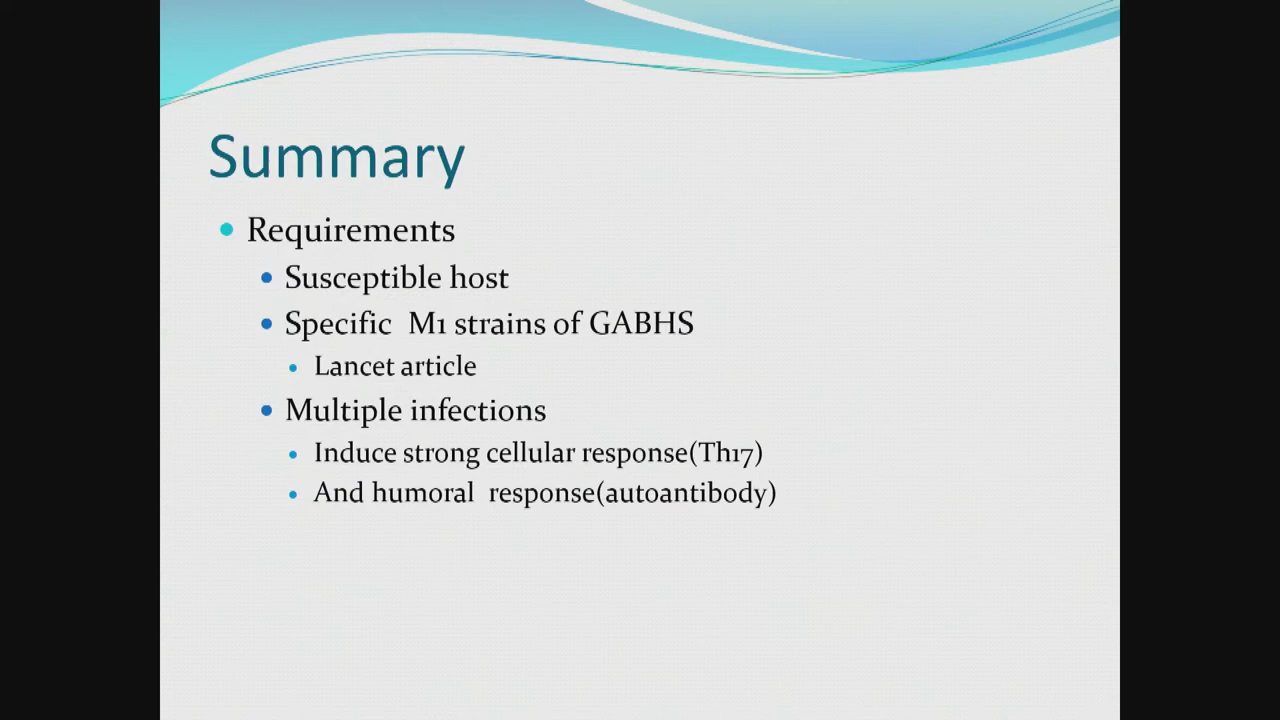 Summary
Requirements
Susceptible host
Specific M1 strains of GABHS
Lancet article
Multiple infections
Induce strong cellular response(Th17)
And humoral response(autoantibody)